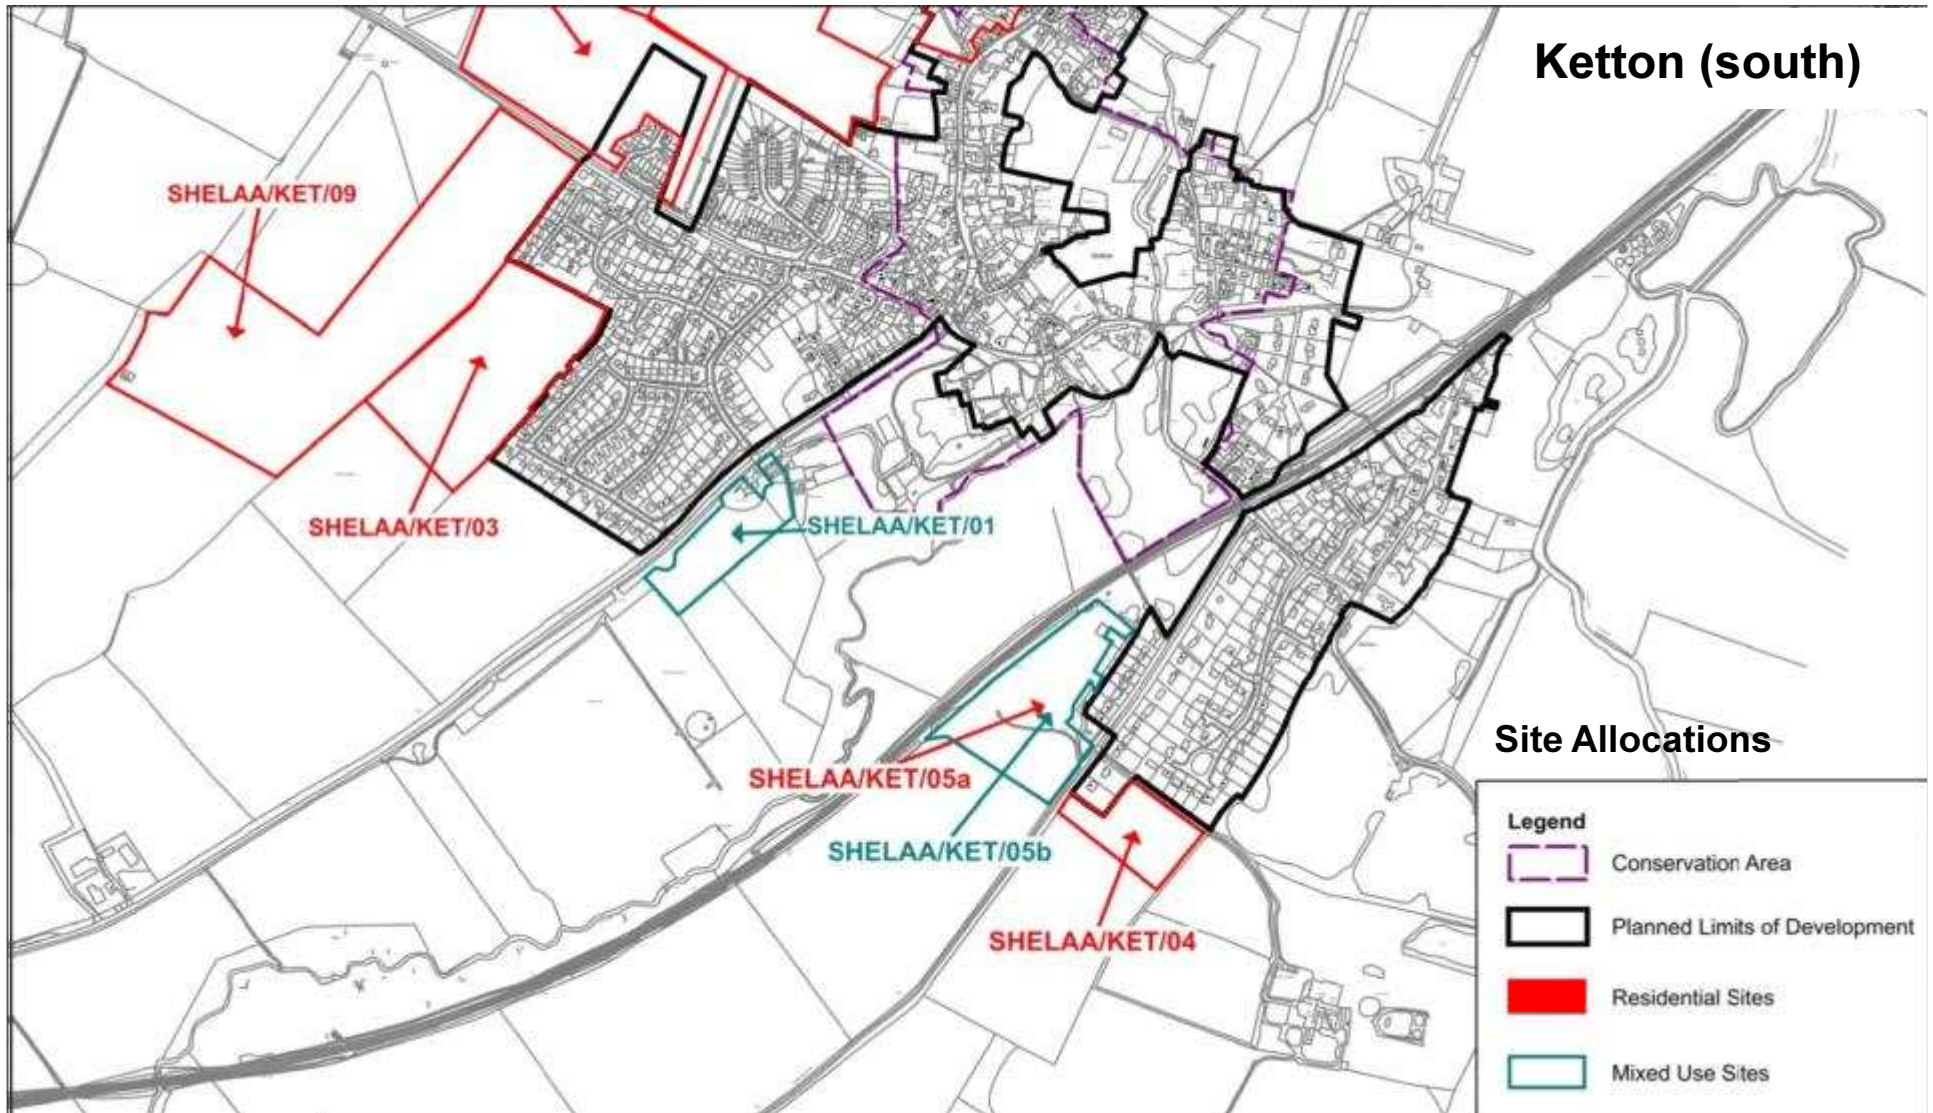 Ketton (south)
SHELAA/KET/09
SHELAA/KET/03
SHELAA/KET/01
SHELAA/KET/05a
SHELAA/KET/05b
SHELAA/KET/04
Site Allocations
Legend
Conservation Area
Planned Limits of Development
Residential Sites
Mixed Use Sites